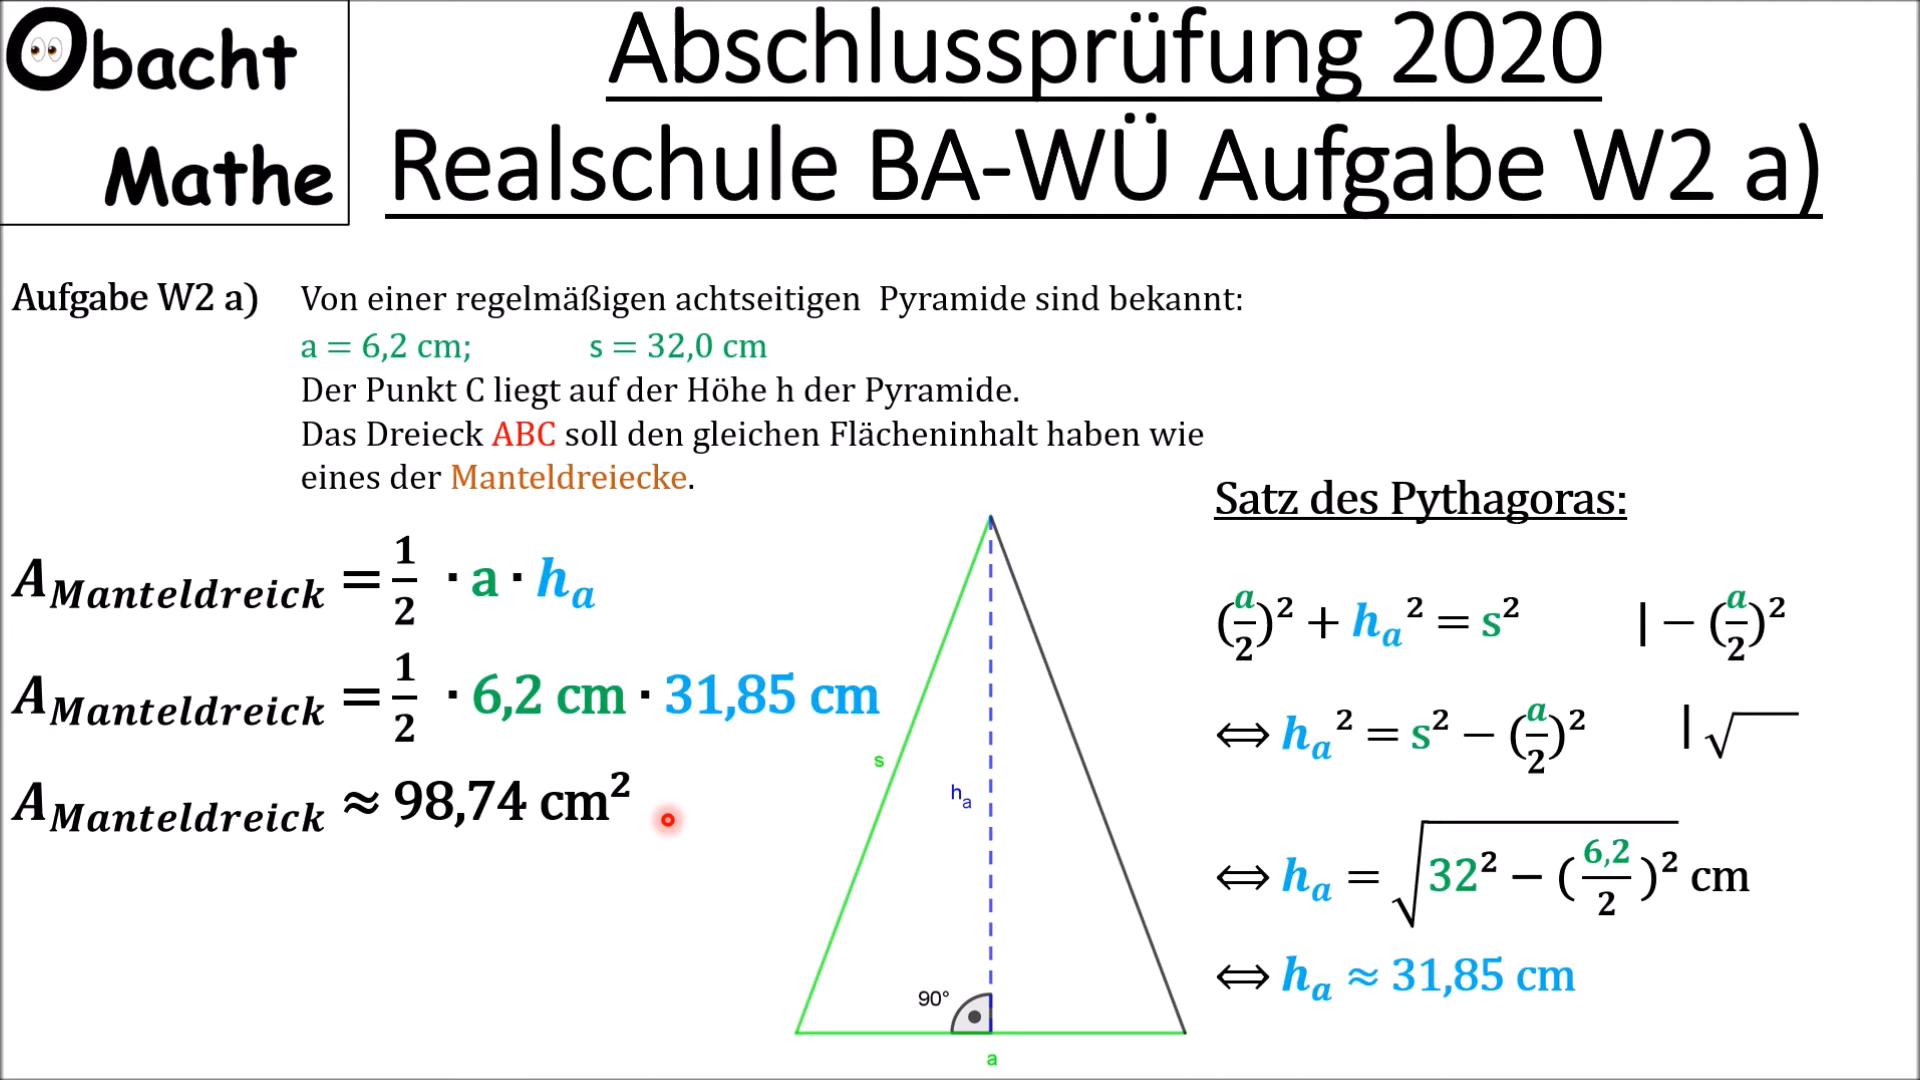 Obacht
Mathe
Abschlussprüfung 2020
Realschule BA-WÜ Aufgabe W2 a)
Aufgabe W2 a) Von einer regelmäßigen achtseitigen Pyramide sind bekannt:
a = 6,2 cm; s = 32,0 cm
Der Punkt C liegt auf der Höhe h der Pyramide.
Das Dreieck ABC soll den gleichen Flächeninhalt haben wie
eines der Manteldreiecke.
A_Manteldreick = 1/2 · a · h_a
A_Manteldreick = 1/2 · 6,2 cm · 31,85 cm
A_Manteldreick ≈ 98,74 cm²
s
h_a
90°
a
Satz des Pythagoras:
(a/2)² + h_a² = s² | − (a/2)²
⇔ h_a² = s² − (a/2)² | √
⇔ h_a = √(32² − (6,2/2)²) cm
⇔ h_a ≈ 31,85 cm